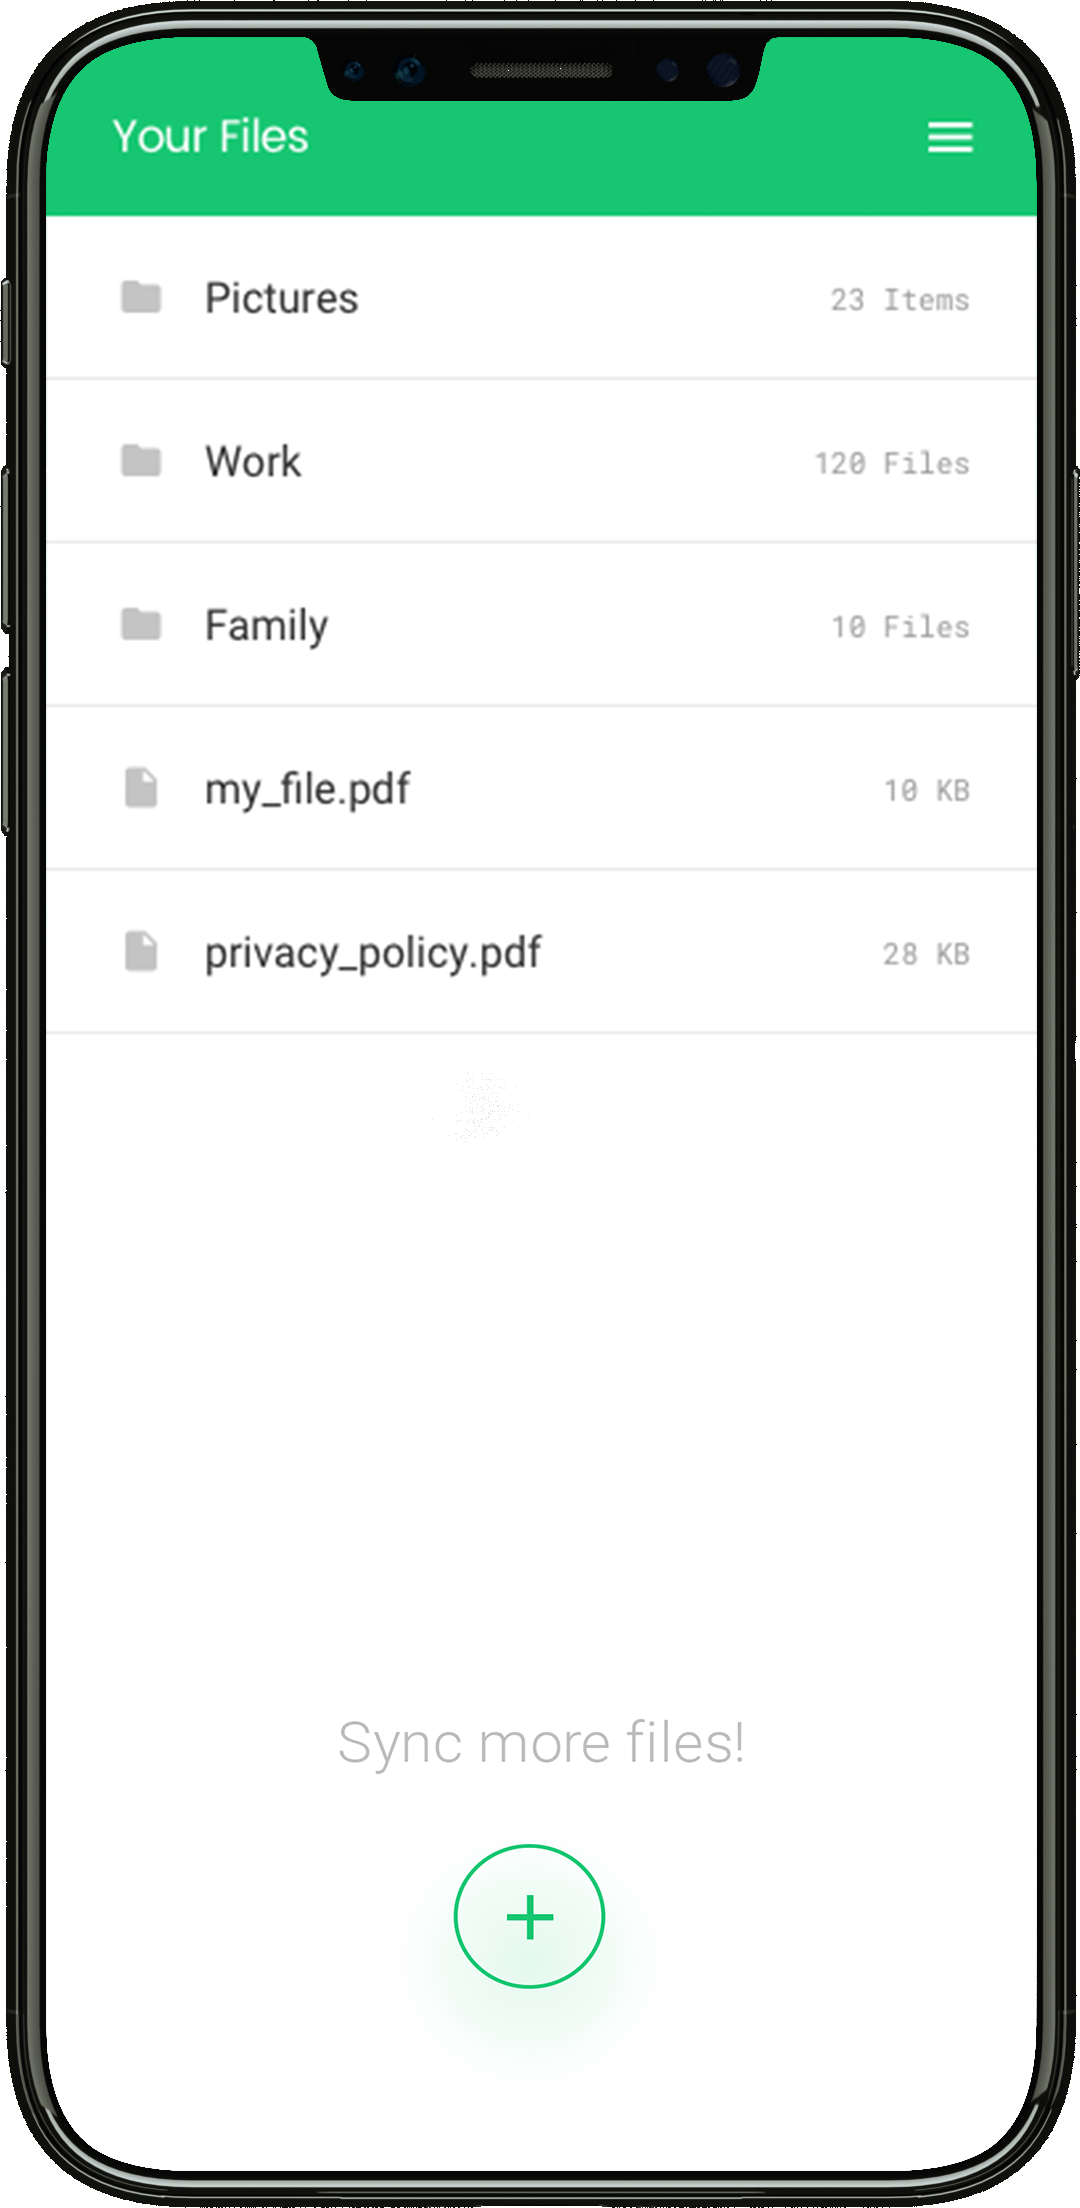 Your Files
Pictures 23 Items
Work 120 Files
Family 10 Files
my_file.pdf 10 KB
privacy_policy.pdf 28 KB
Sync more files!
+